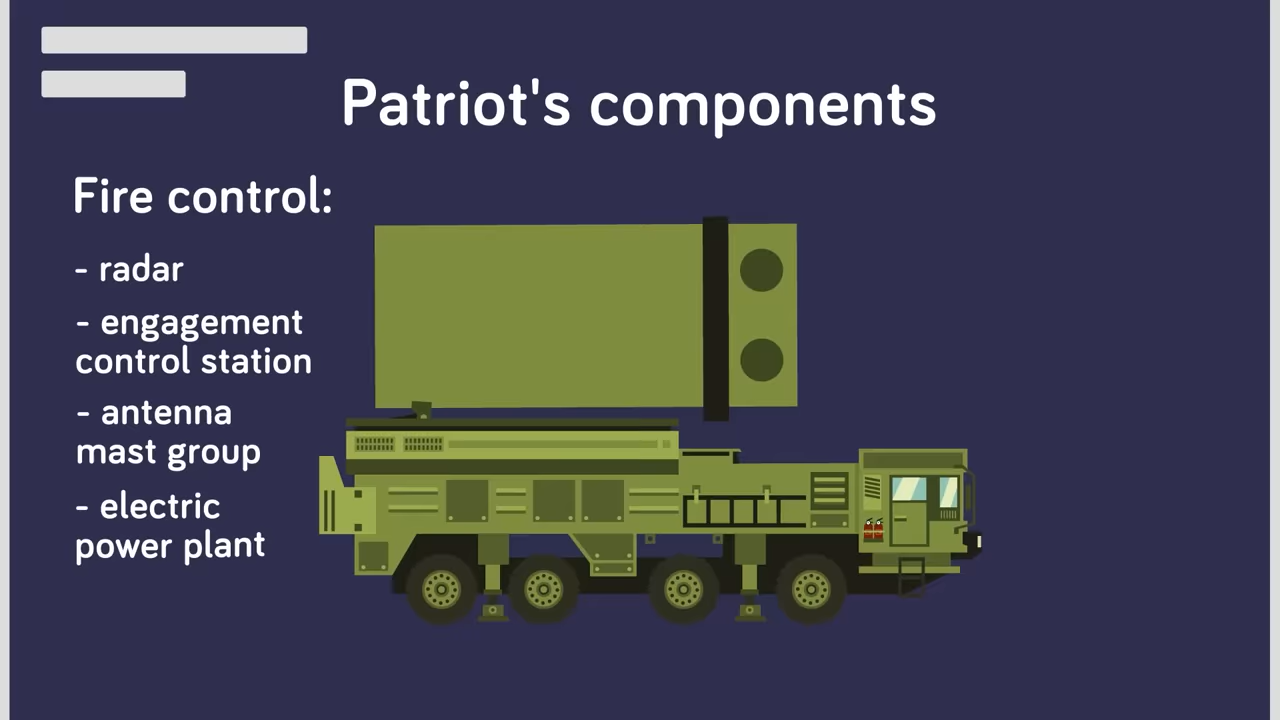 Patriot's components
Fire control:
- radar
- engagement
control station
- antenna
mast group
- electric
power plant